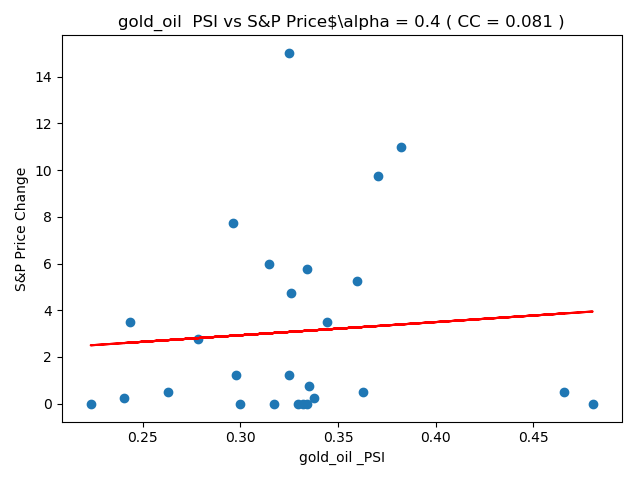 gold_oil  PSI vs S&P Price$\alpha = 0.4 ( CC = 0.081 )
14
12
10
8
6
4
2
0
S&P Price Change
0.25 0.30 0.35 0.40 0.45
gold_oil _PSI